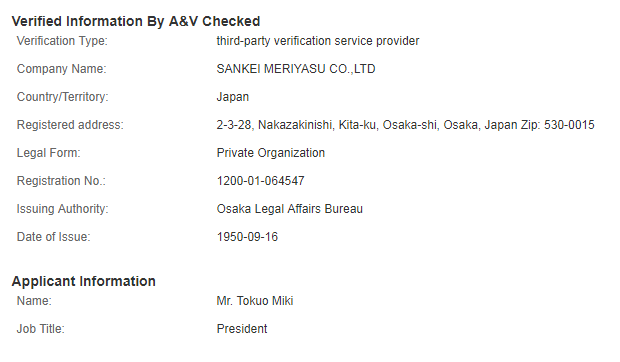 Verified Information By A&V Checked
Verification Type: third-party verification service provider
Company Name: SANKEI MERIYASU CO.,LTD
Country/Territory: Japan
Registered address: 2-3-28, Nakazakinishi, Kita-ku, Osaka-shi, Osaka, Japan Zip: 530-0015
Legal Form: Private Organization
Registration No.: 1200-01-064547
Issuing Authority: Osaka Legal Affairs Bureau
Date of Issue: 1950-09-16
Applicant Information
Name: Mr. Tokuo Miki
Job Title: President